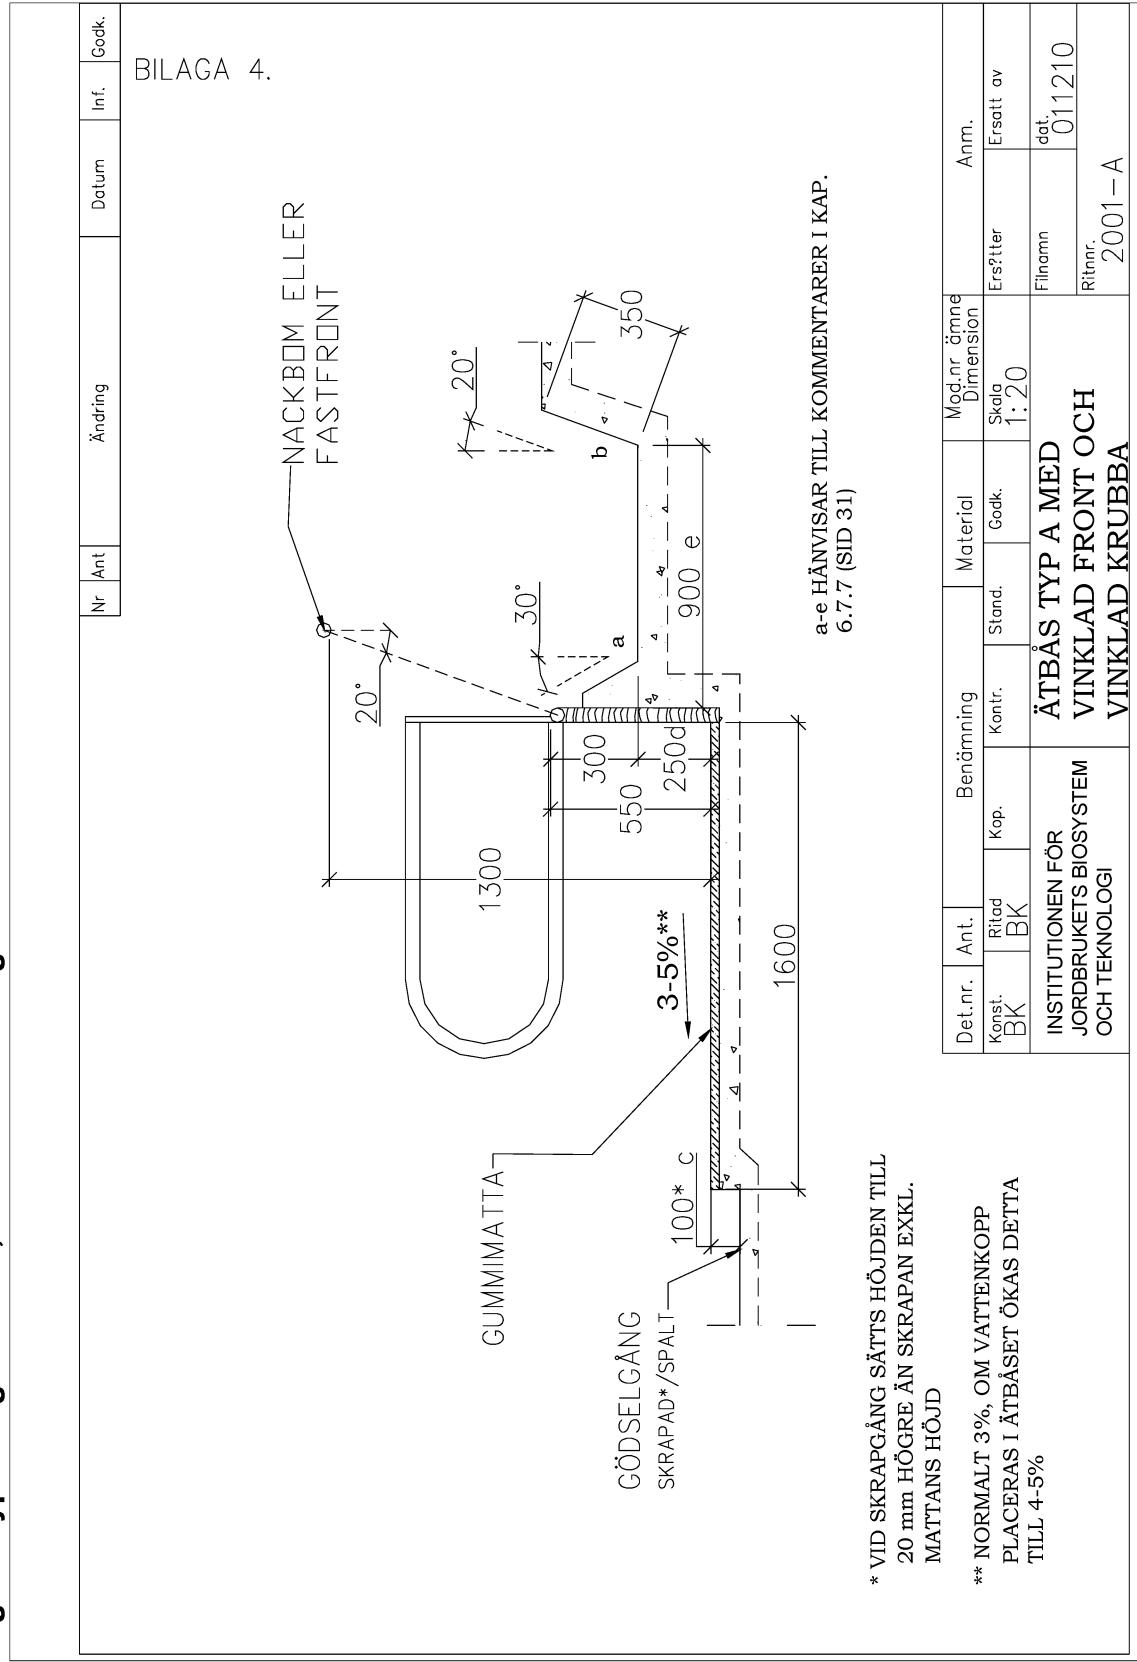 Nr Ant Ändring Datum Inf. Godk.
BILAGA 4.
NACKBOM ELLER
FASTFRONT
20°
20°
30°
350
a
b
GUMMIMATTA
1300
300
250d
550
900 e
3-5%**
100* c
1600
GÖDSELGÅNG
SKRAPAD*/SPALT
a-e HÄNVISAR TILL KOMMENTARER I KAP.
6.7.7 (SID 31)
* VID SKRAPGÅNG SÄTTS HÖJDEN TILL
20 mm HÖGRE ÄN SKRAPAN EXKL.
MATTANS HÖJD
** NORMALT 3%, OM VATTENKOPP
PLACERAS I ÄTBÅSET ÖKAS DETTA
TILL 4-5%
Det.nr. Ant. Benämning Material Mod.nr ämne Anm.
Dimension
Konst. Ritad Kop. Kontr. Stand. Godk. Skala Ers?tter Ersatt av
BK BK 1:20
INSTITUTIONEN FÖR
JORDBRUKETS BIOSYSTEM
OCH TEKNOLOGI
ÄTBÅS TYP A MED
VINKLAD FRONT OCH
VINKLAD KRUBBA
Filnamn dat.
011210
Ritnnr.
2001-A